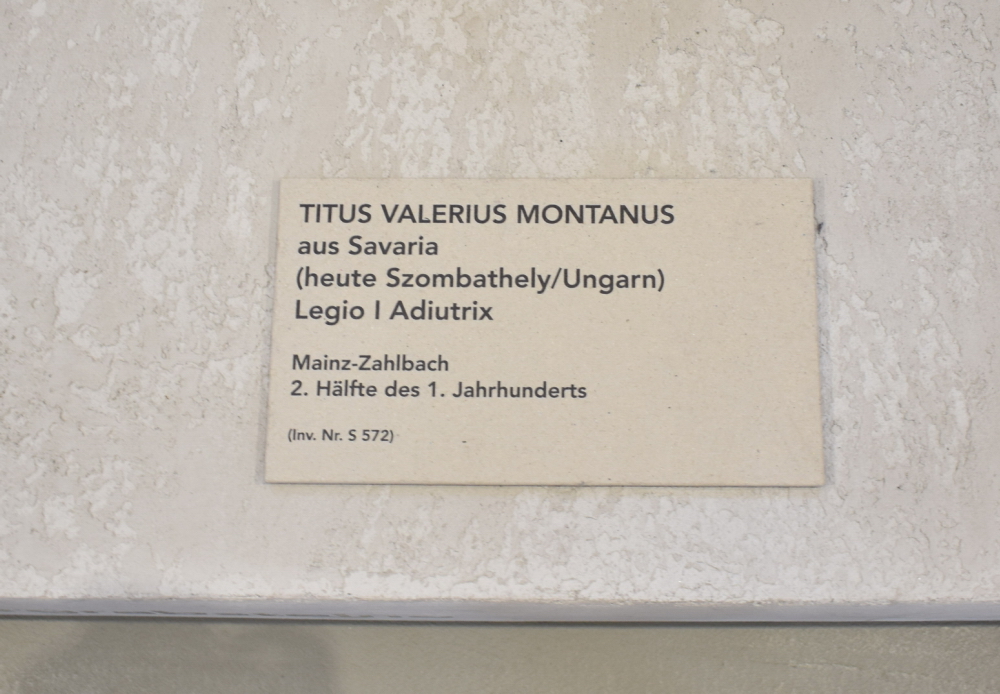 TITUS VALERIUS MONTANUS
aus Savaria
(heute Szombathely/Ungarn)
Legio I Adiutrix
Mainz-Zahlbach
2. Hälfte des 1. Jahrhunderts
(Inv. Nr. S 572)